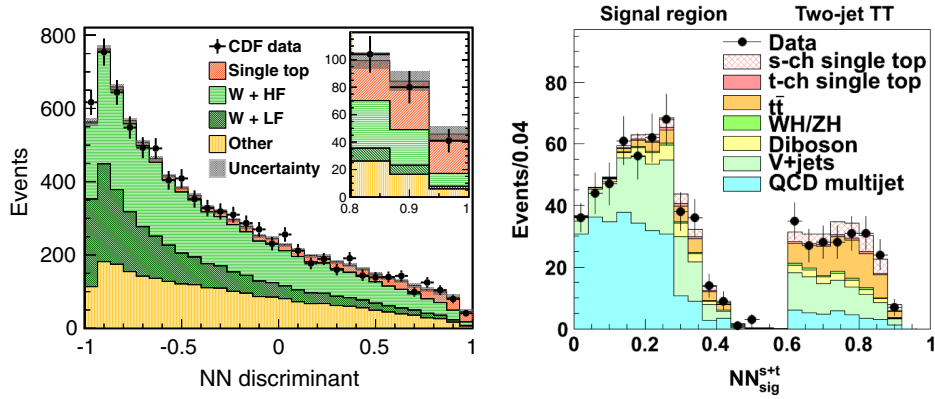 800
600
400
200
0
Events
-1
-0.5
0
0.5
1
NN discriminant
CDF data
Single top
W + HF
W + LF
Other
Uncertainty
100
80
60
40
20
0
0.8
0.9
1
Signal region
Two-jet TT
80
60
40
20
0
Events/0.04
Data
s-ch single top
t-ch single top
tt̄
WH/ZH
Diboson
V+jets
QCD multijet
0
0.2
0.4
0.6
0.8
1
NN^{s+t}_{sig}